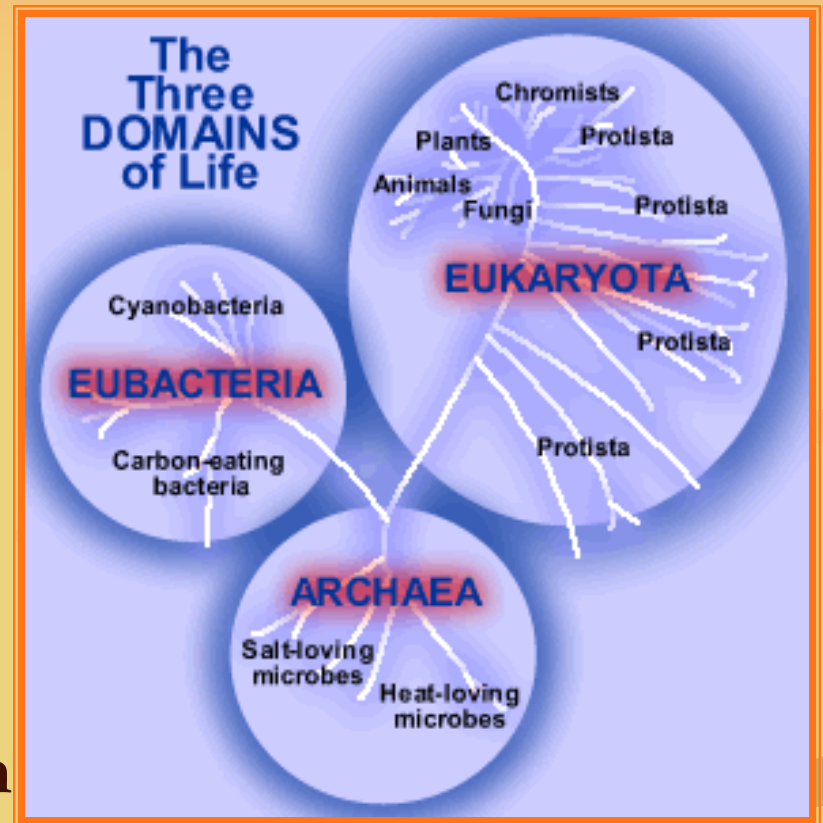 The
Three
DOMAINS
of Life
Chromists
Plants
Protista
Animals
Fungi
Protista
EUKARYOTA
Cyanobacteria
Protista
EUBACTERIA
Carbon-eating
bacteria
Protista
ARCHAEA
Salt-loving
microbes
Heat-loving
microbes